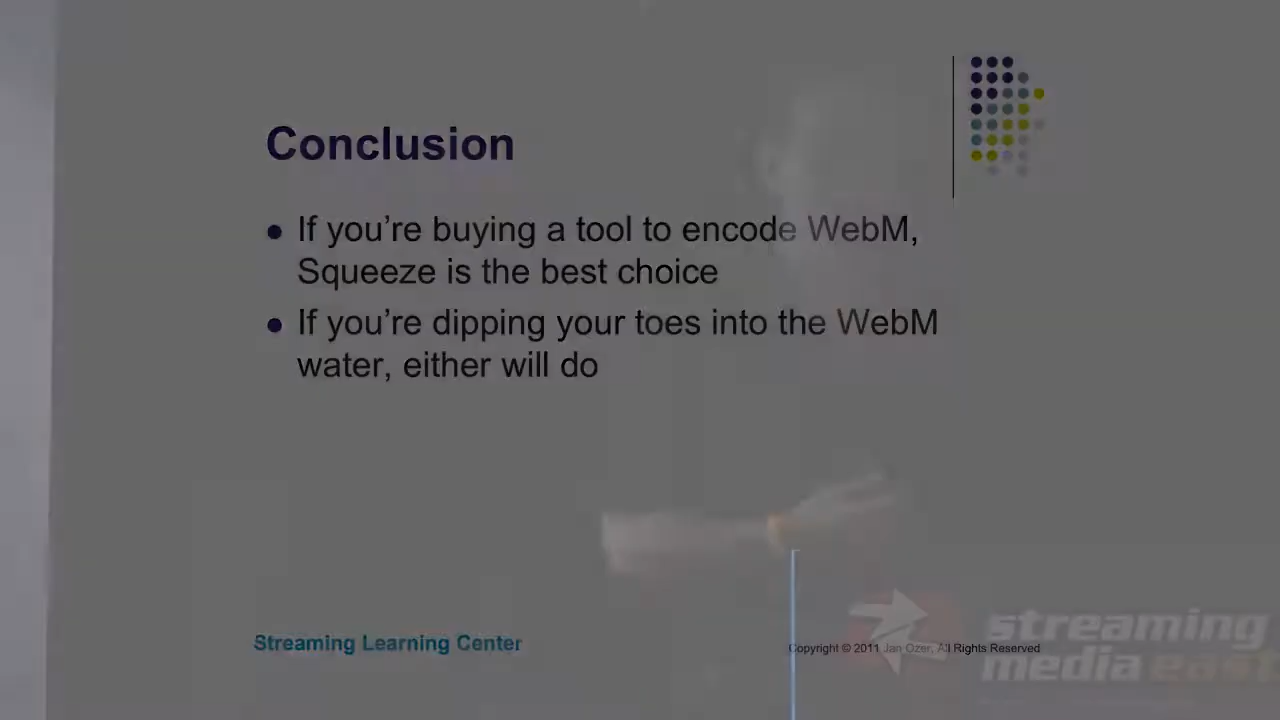 Conclusion
If you're buying a tool to encode WebM,
Squeeze is the best choice
If you're dipping your toes into the WebM
water, either will do
Streaming Learning Center
Copyright © 2011 Jan Ozer, All Rights Reserved
streaming
media east